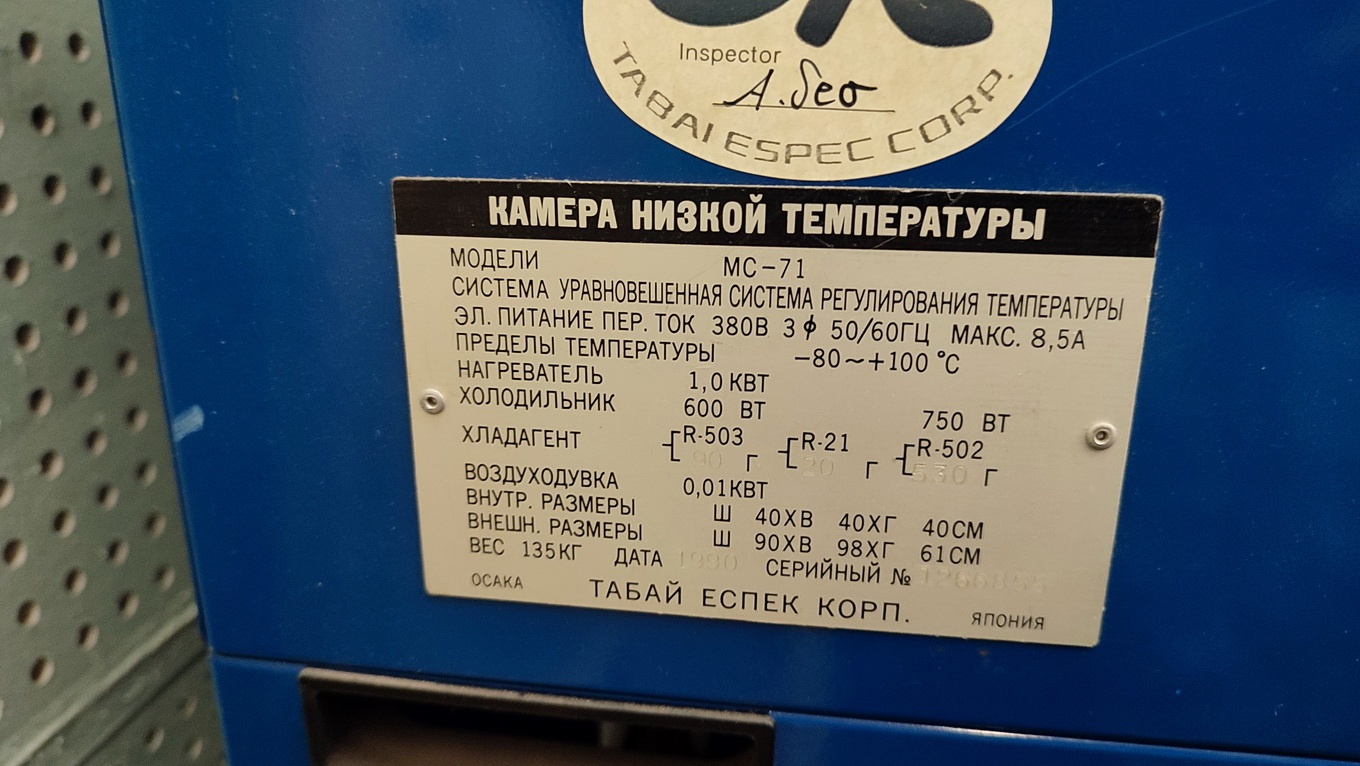 Inspector
A. Seo
TABAI ESPEC CORP.
КАМЕРА НИЗКОЙ ТЕМПЕРАТУРЫ
МОДЕЛИ МС-71
СИСТЕМА УРАВНОВЕШЕННАЯ СИСТЕМА РЕГУЛИРОВАНИЯ ТЕМПЕРАТУРЫ
ЭЛ. ПИТАНИЕ ПЕР. ТОК 380В 3ϕ 50/60ГЦ МАКС. 8,5А
ПРЕДЕЛЫ ТЕМПЕРАТУРЫ −80~+100 °С
НАГРЕВАТЕЛЬ 1,0 КВТ
ХОЛОДИЛЬНИК 600 ВТ 750 ВТ
ХЛАДАГЕНТ R-503 R-21 R-502
90 Г 20 Г 530 Г
ВОЗДУХОДУВКА 0,01КВТ
ВНУТР. РАЗМЕРЫ Ш 40ХВ 40ХГ 40СМ
ВНЕШН. РАЗМЕРЫ Ш 90ХВ 98ХГ 61СМ
ВЕС 135КГ ДАТА 1990 СЕРИЙНЫЙ №
ОСАКА ТАБАЙ ЕСПЕК КОРП. ЯПОНИЯ